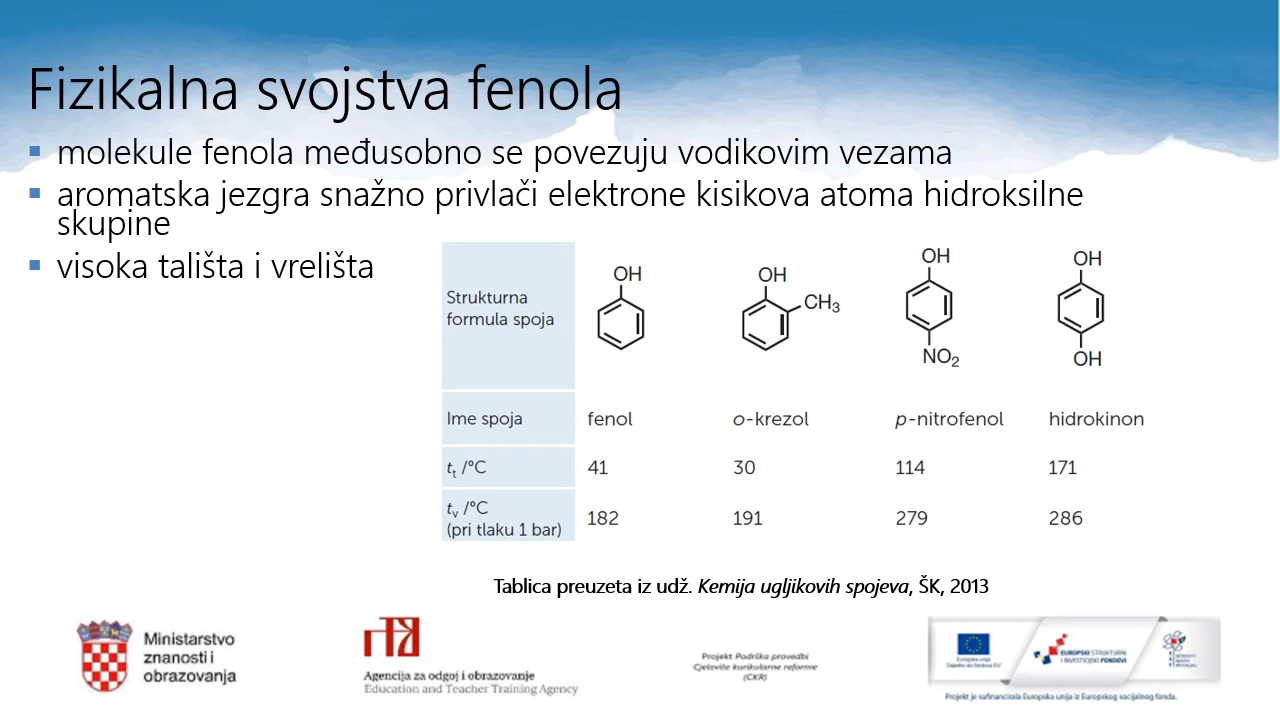 Fizikalna svojstva fenola
▪ molekule fenola međusobno se povezuju vodikovim vezama
▪ aromatska jezgra snažno privlači elektrone kisikova atoma hidroksilne
skupine
▪ visoka tališta i vrelišta
Strukturna
formula spoja
OH
OH
CH3
OH
NO2
OH
OH
Ime spoja fenol o-krezol p-nitrofenol hidrokinon
tt /°C 41 30 114 171
tv /°C
(pri tlaku 1 bar) 182 191 279 286
Tablica preuzeta iz udž. Kemija ugljikovih spojeva, ŠK, 2013
Ministarstvo
znanosti i
obrazovanja
Agencija za odgoj i obrazovanje
Education and Teacher Training Agency
Projekt Podrška provedbi
Cjelovite kurikularne reforme
(CKR)
Europska unija
EUROPSKI STRUKTURNI
I INVESTICIJSKI FONDOVI
Projekt je sufinancirala Europska unija iz Europskog socijalnog fonda.